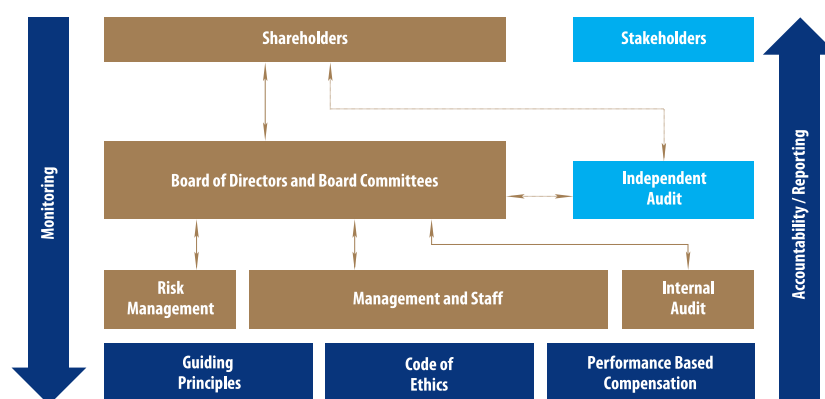 Shareholders
Stakeholders
Monitoring
Accountability / Reporting
Board of Directors and Board Committees
Independent
Audit
Risk
Management
Management and Staff
Internal
Audit
Guiding
Principles
Code of
Ethics
Performance Based
Compensation